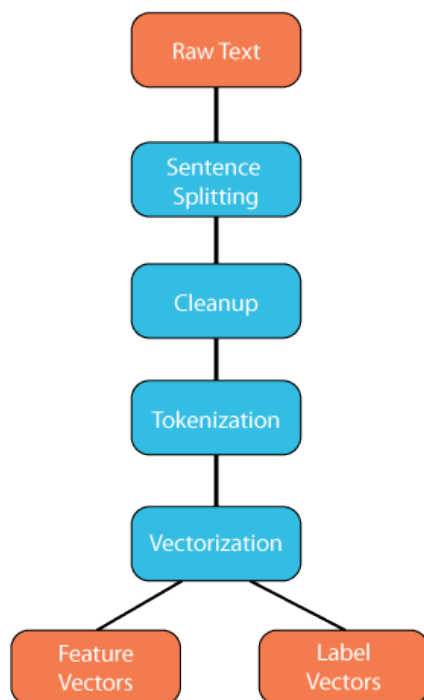 Raw Text
Sentence
Splitting
Cleanup
Tokenization
Vectorization
Feature
Vectors
Label
Vectors